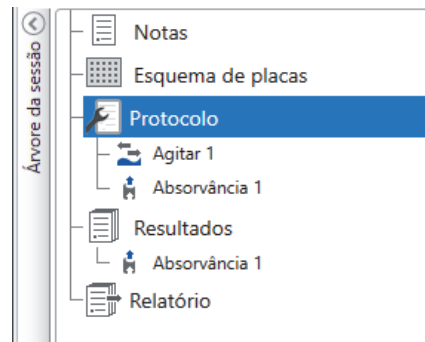 Árvore da sessão
Notas
Esquema de placas
Protocolo
Agitar 1
Absorvância 1
Resultados
Absorvância 1
Relatório